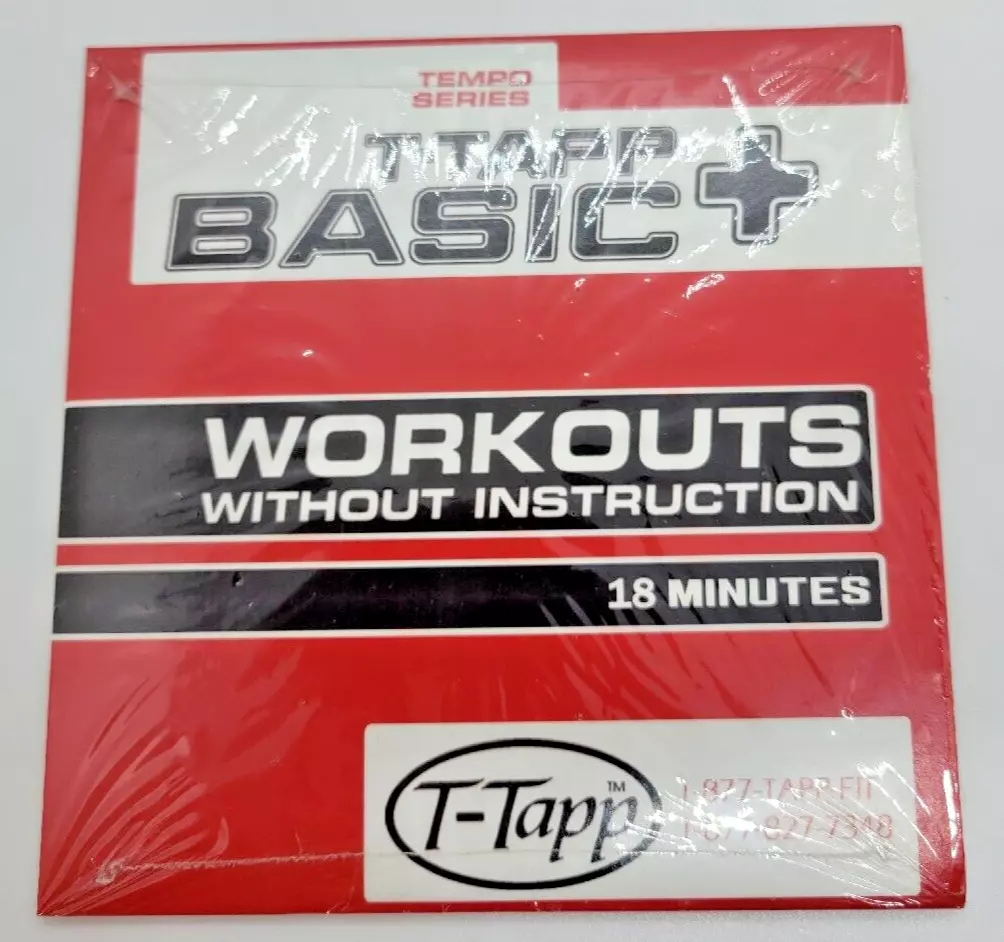 TEMPO
SERIES
T-TAPP
BASIC+
WORKOUTS
WITHOUT INSTRUCTION
18 MINUTES
T-Tapp™
1-877-TAPP-FIT
1-877-827-7348